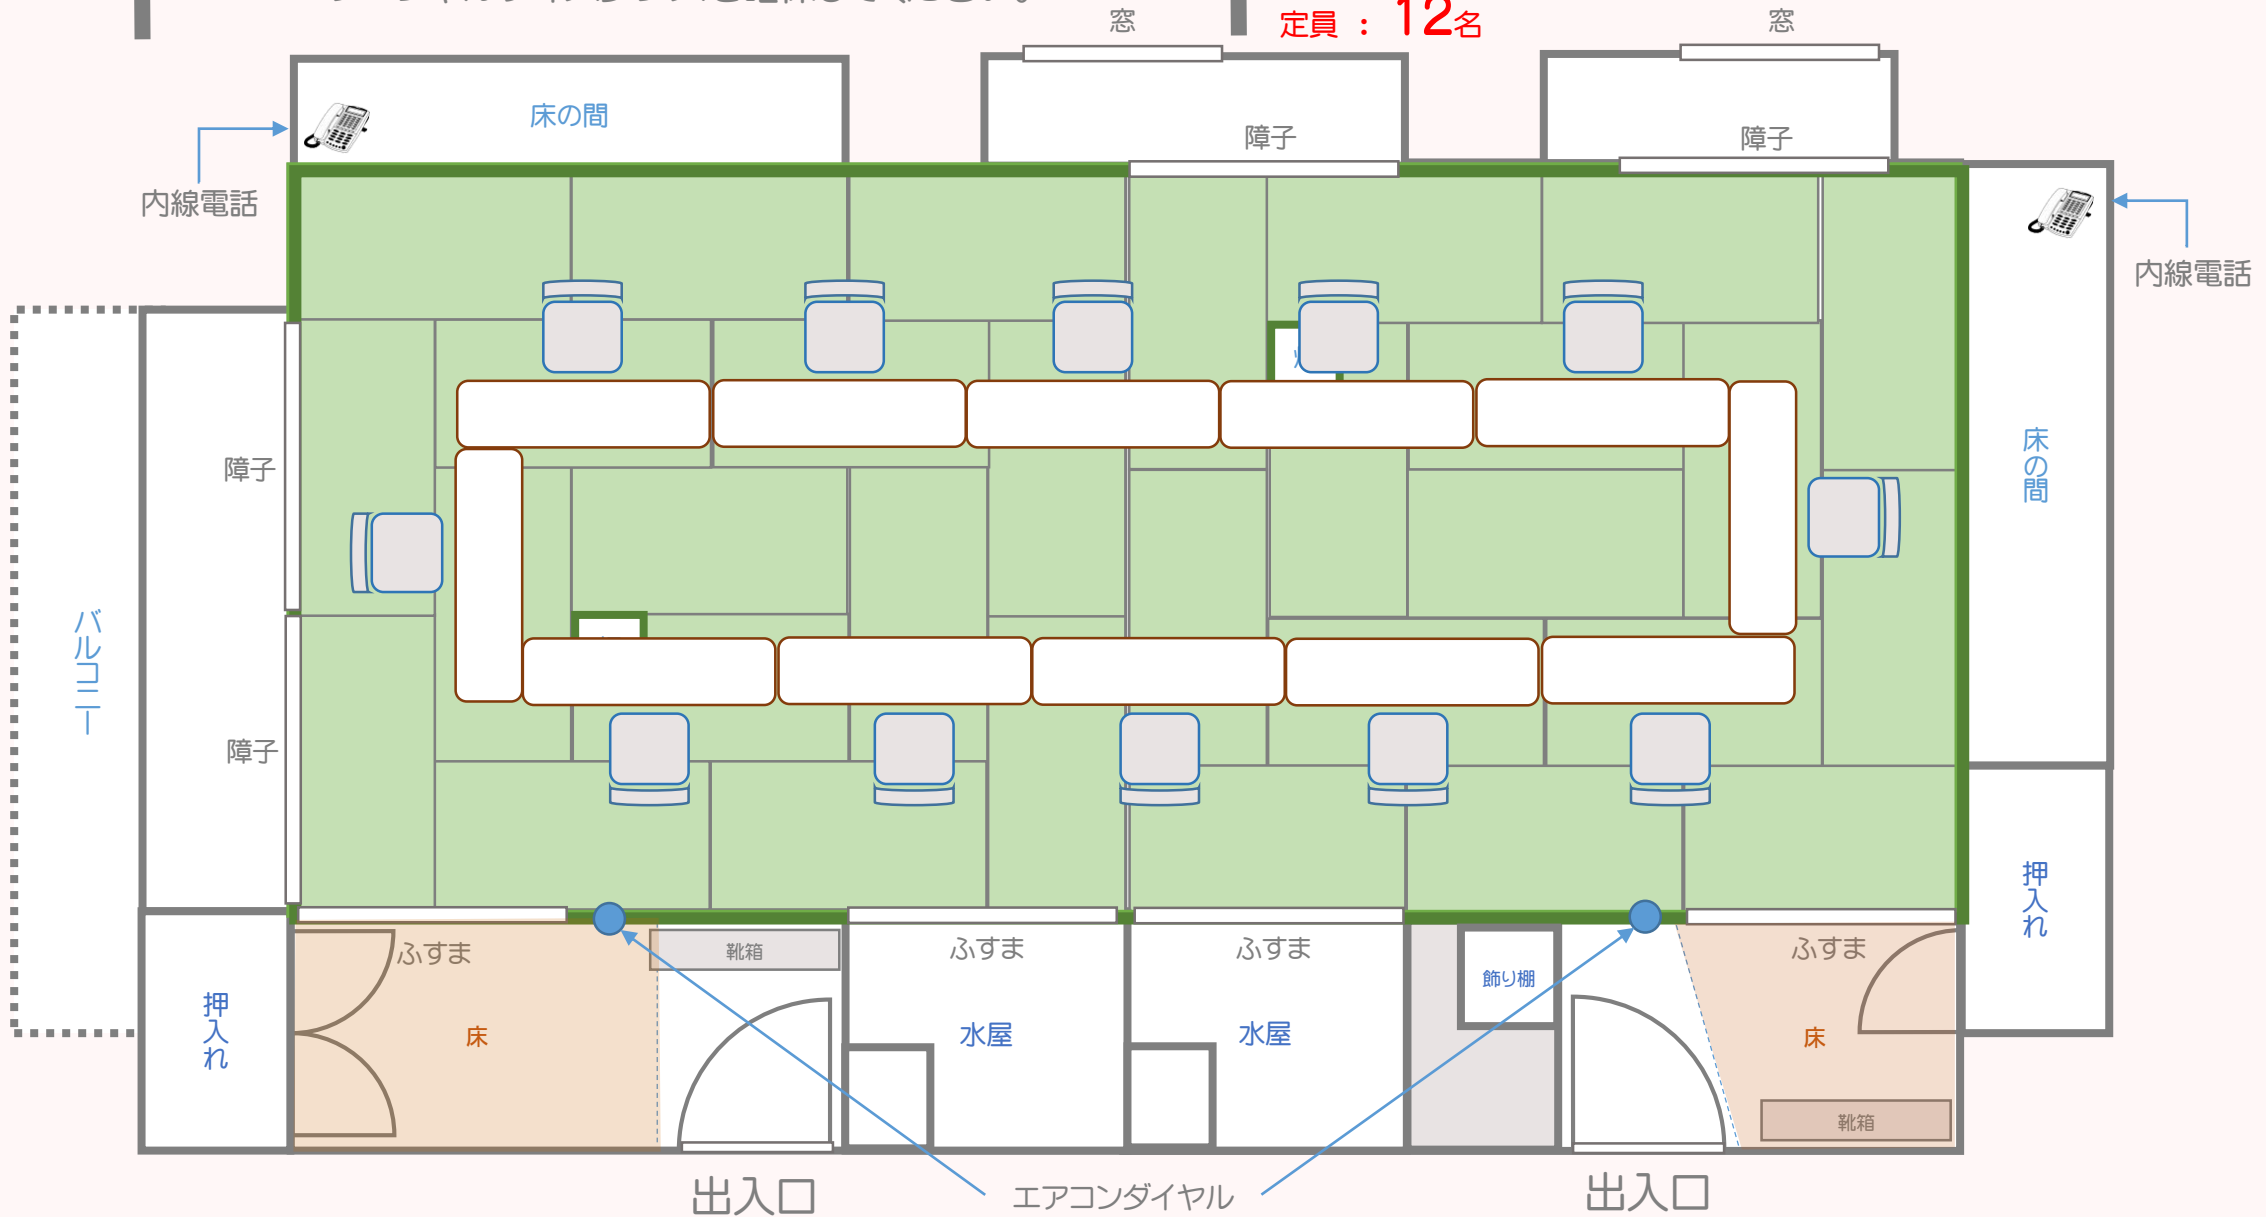 窓
定員 : 12名
窓
床の間
障子
障子
内線電話
内線電話
障子
床の間
バルコニー
障子
押入れ
ふすま
靴箱
ふすま
ふすま
飾り棚
ふすま
押入れ
床
水屋
水屋
床
靴箱
出入口
エアコンダイヤル
出入口